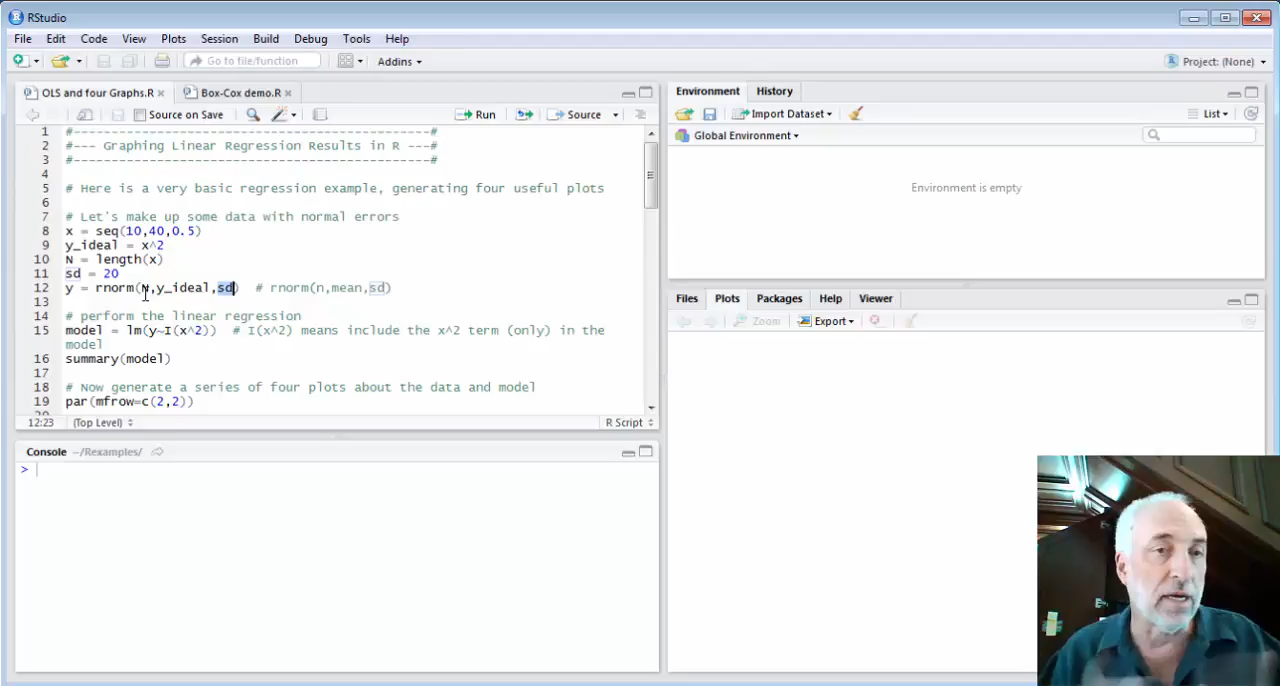 RStudio
File Edit Code View Plots Session Build Debug Tools Help
Go to file/function Addins Project: (None)
OLS and four Graphs.R Box-Cox demo.R
Source on Save Run Source
1 #----------------------------------------------#
2 #--- Graphing Linear Regression Results in R ---#
3 #----------------------------------------------#
4
5 # Here is a very basic regression example, generating four useful plots
6
7 # Let's make up some data with normal errors
8 x = seq(10,40,0.5)
9 y_ideal = x^2
10 N = length(x)
11 sd = 20
12 y = rnorm(N,y_ideal,sd) # rnorm(n,mean,sd)
13
14 # perform the linear regression
15 model = lm(y~I(x^2)) # I(x^2) means include the x^2 term (only) in the
model
16 summary(model)
17
18 # Now generate a series of four plots about the data and model
19 par(mfrow=c(2,2))
12:23 (Top Level) R Script
Console ~/Rexamples/
>
Environment History
Import Dataset List
Global Environment
Environment is empty
Files Plots Packages Help Viewer
Zoom Export